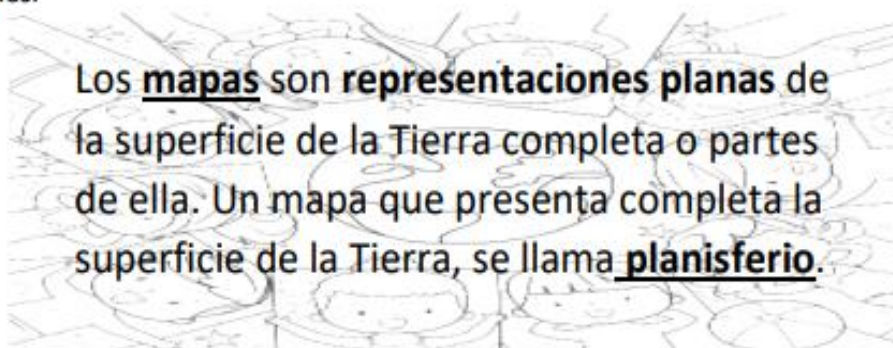 Los mapas son representaciones planas de
la superficie de la Tierra completa o partes
de ella. Un mapa que presenta completa la
superficie de la Tierra, se llama planisferio.